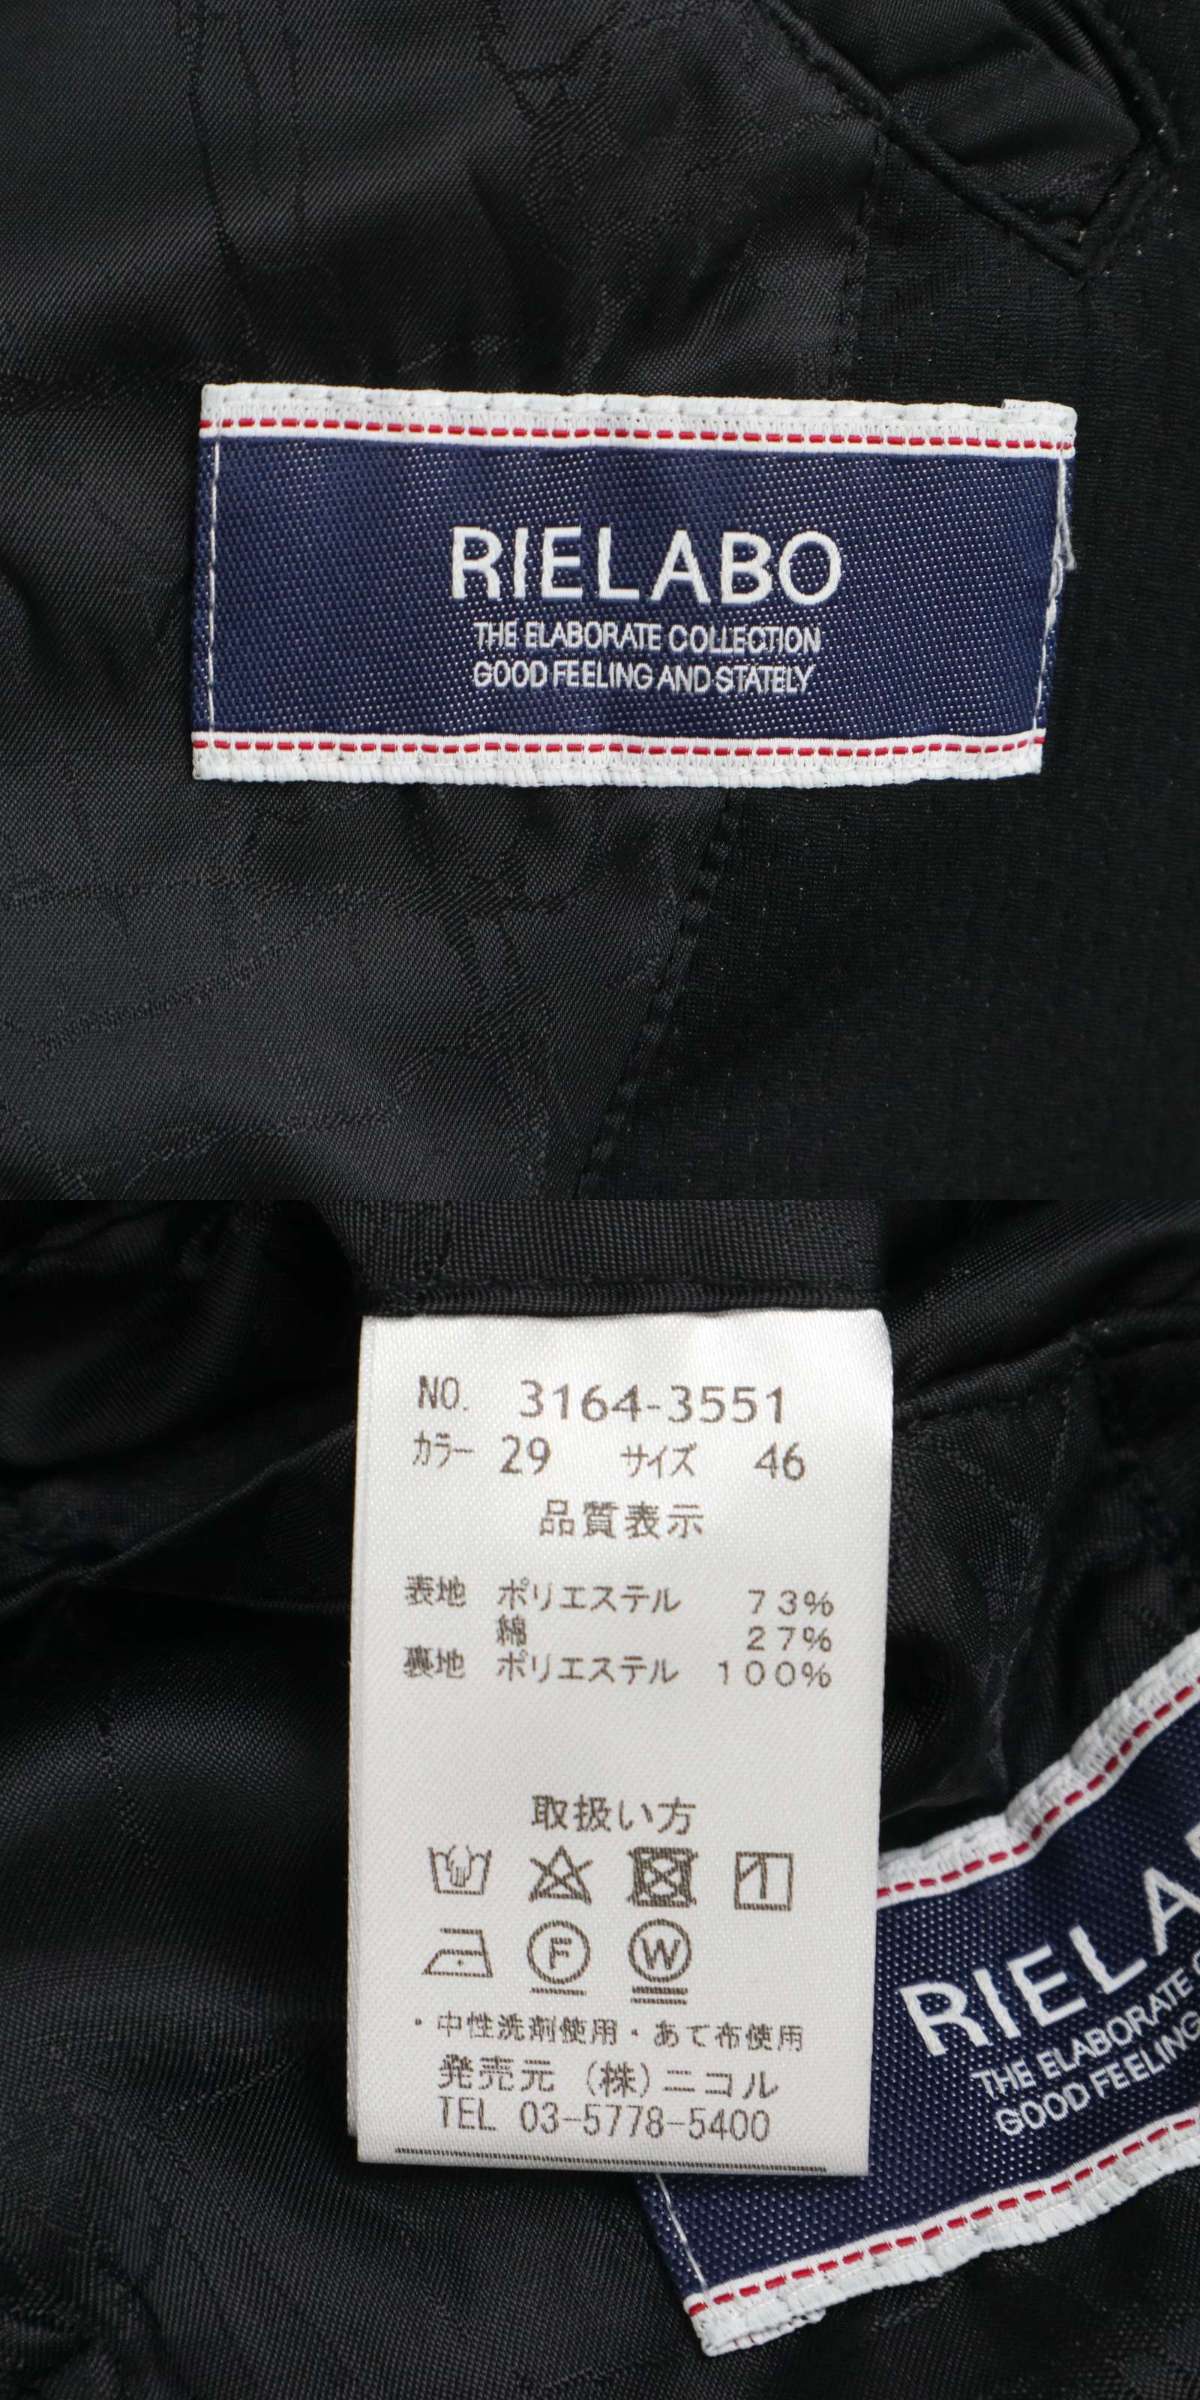 RIELABO
THE ELABORATE COLLECTION
GOOD FEELING AND STATELY
NO. 3164-3551
カラー 29 サイズ 46
品質表示
表地 ポリエステル 73%
綿 27%
裏地 ポリエステル 100%
取扱い方
F W
・中性洗剤使用・あて布使用
発売元 (株)ニコル
TEL 03-5778-5400
RIELA
THE ELABORATE
GOOD FEELING